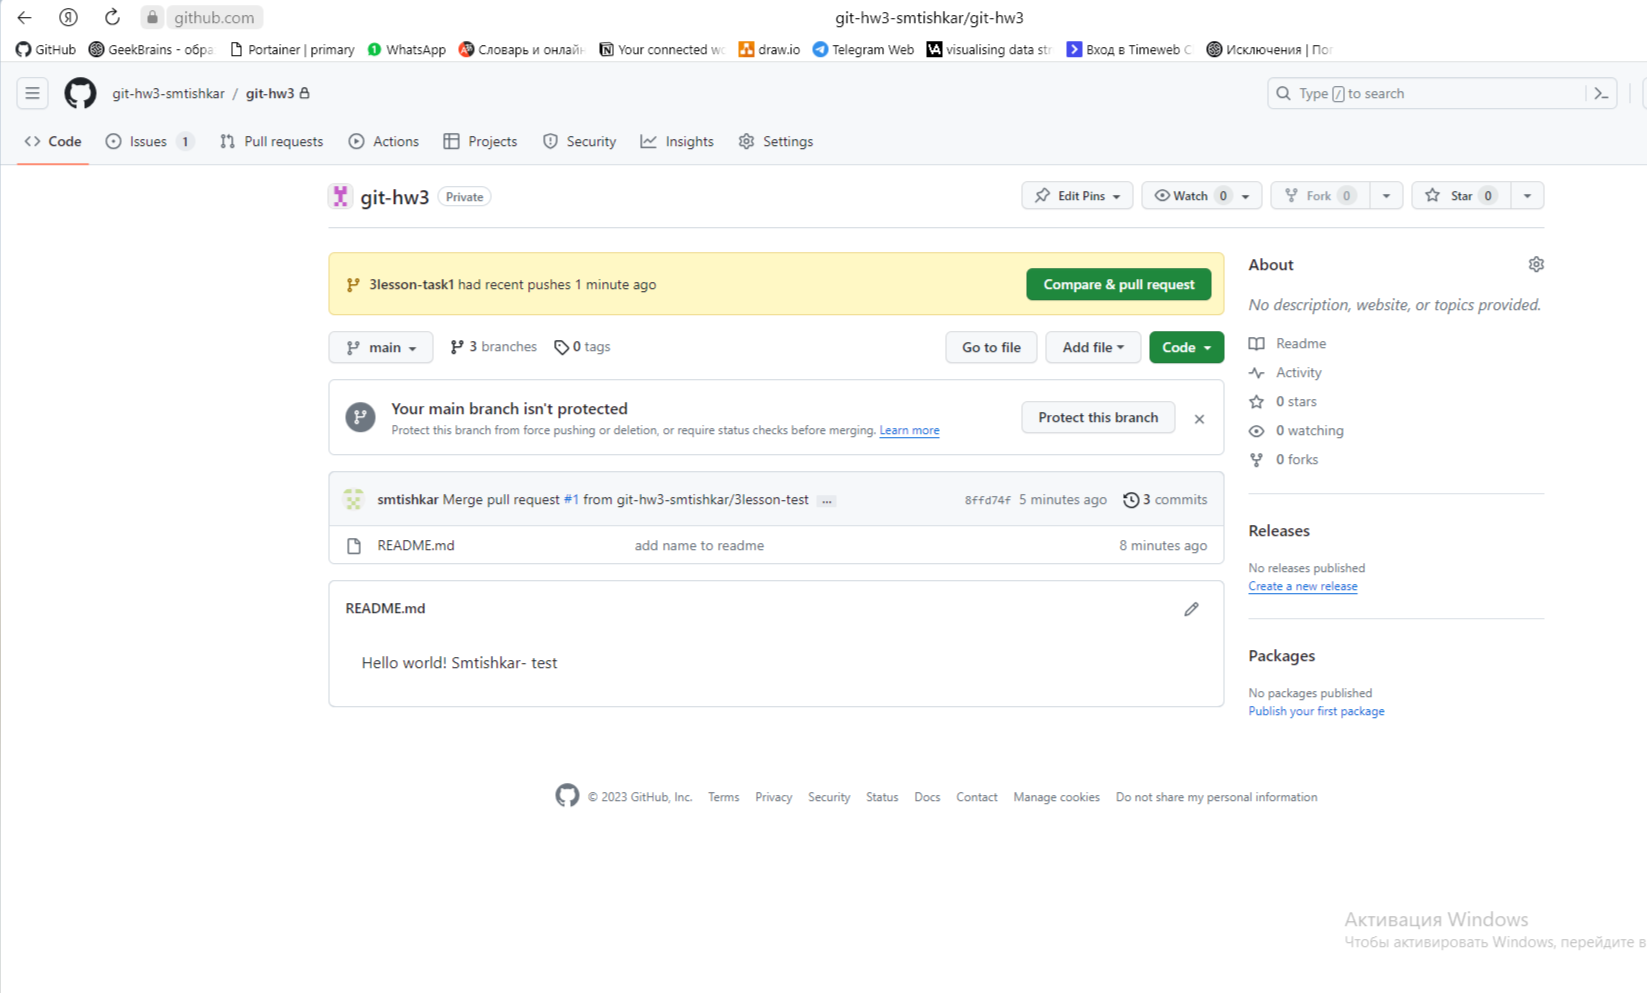 github.com
git-hw3-smtishkar/git-hw3
GitHub
GeekBrains - обра
Portainer | primary
WhatsApp
Словарь и онлайн
Your connected wo
draw.io
Telegram Web
visualising data str
Вход в Timeweb C
Исключения | Пог
git-hw3-smtishkar / git-hw3
Type / to search
Code
Issues 1
Pull requests
Actions
Projects
Security
Insights
Settings
git-hw3 Private
Edit Pins
Watch 0
Fork 0
Star 0
3lesson-task1 had recent pushes 1 minute ago
Compare & pull request
main
3 branches
0 tags
Go to file
Add file
Code
Your main branch isn't protected
Protect this branch from force pushing or deletion, or require status checks before merging. Learn more
Protect this branch
smtishkar Merge pull request #1 from git-hw3-smtishkar/3lesson-test ...
8ffd74f 5 minutes ago
3 commits
README.md
add name to readme
8 minutes ago
README.md
Hello world! Smtishkar- test
About
No description, website, or topics provided.
Readme
Activity
0 stars
0 watching
0 forks
Releases
No releases published
Create a new release
Packages
No packages published
Publish your first package
© 2023 GitHub, Inc.
Terms
Privacy
Security
Status
Docs
Contact
Manage cookies
Do not share my personal information
Активация Windows
Чтобы активировать Windows, перейдите в